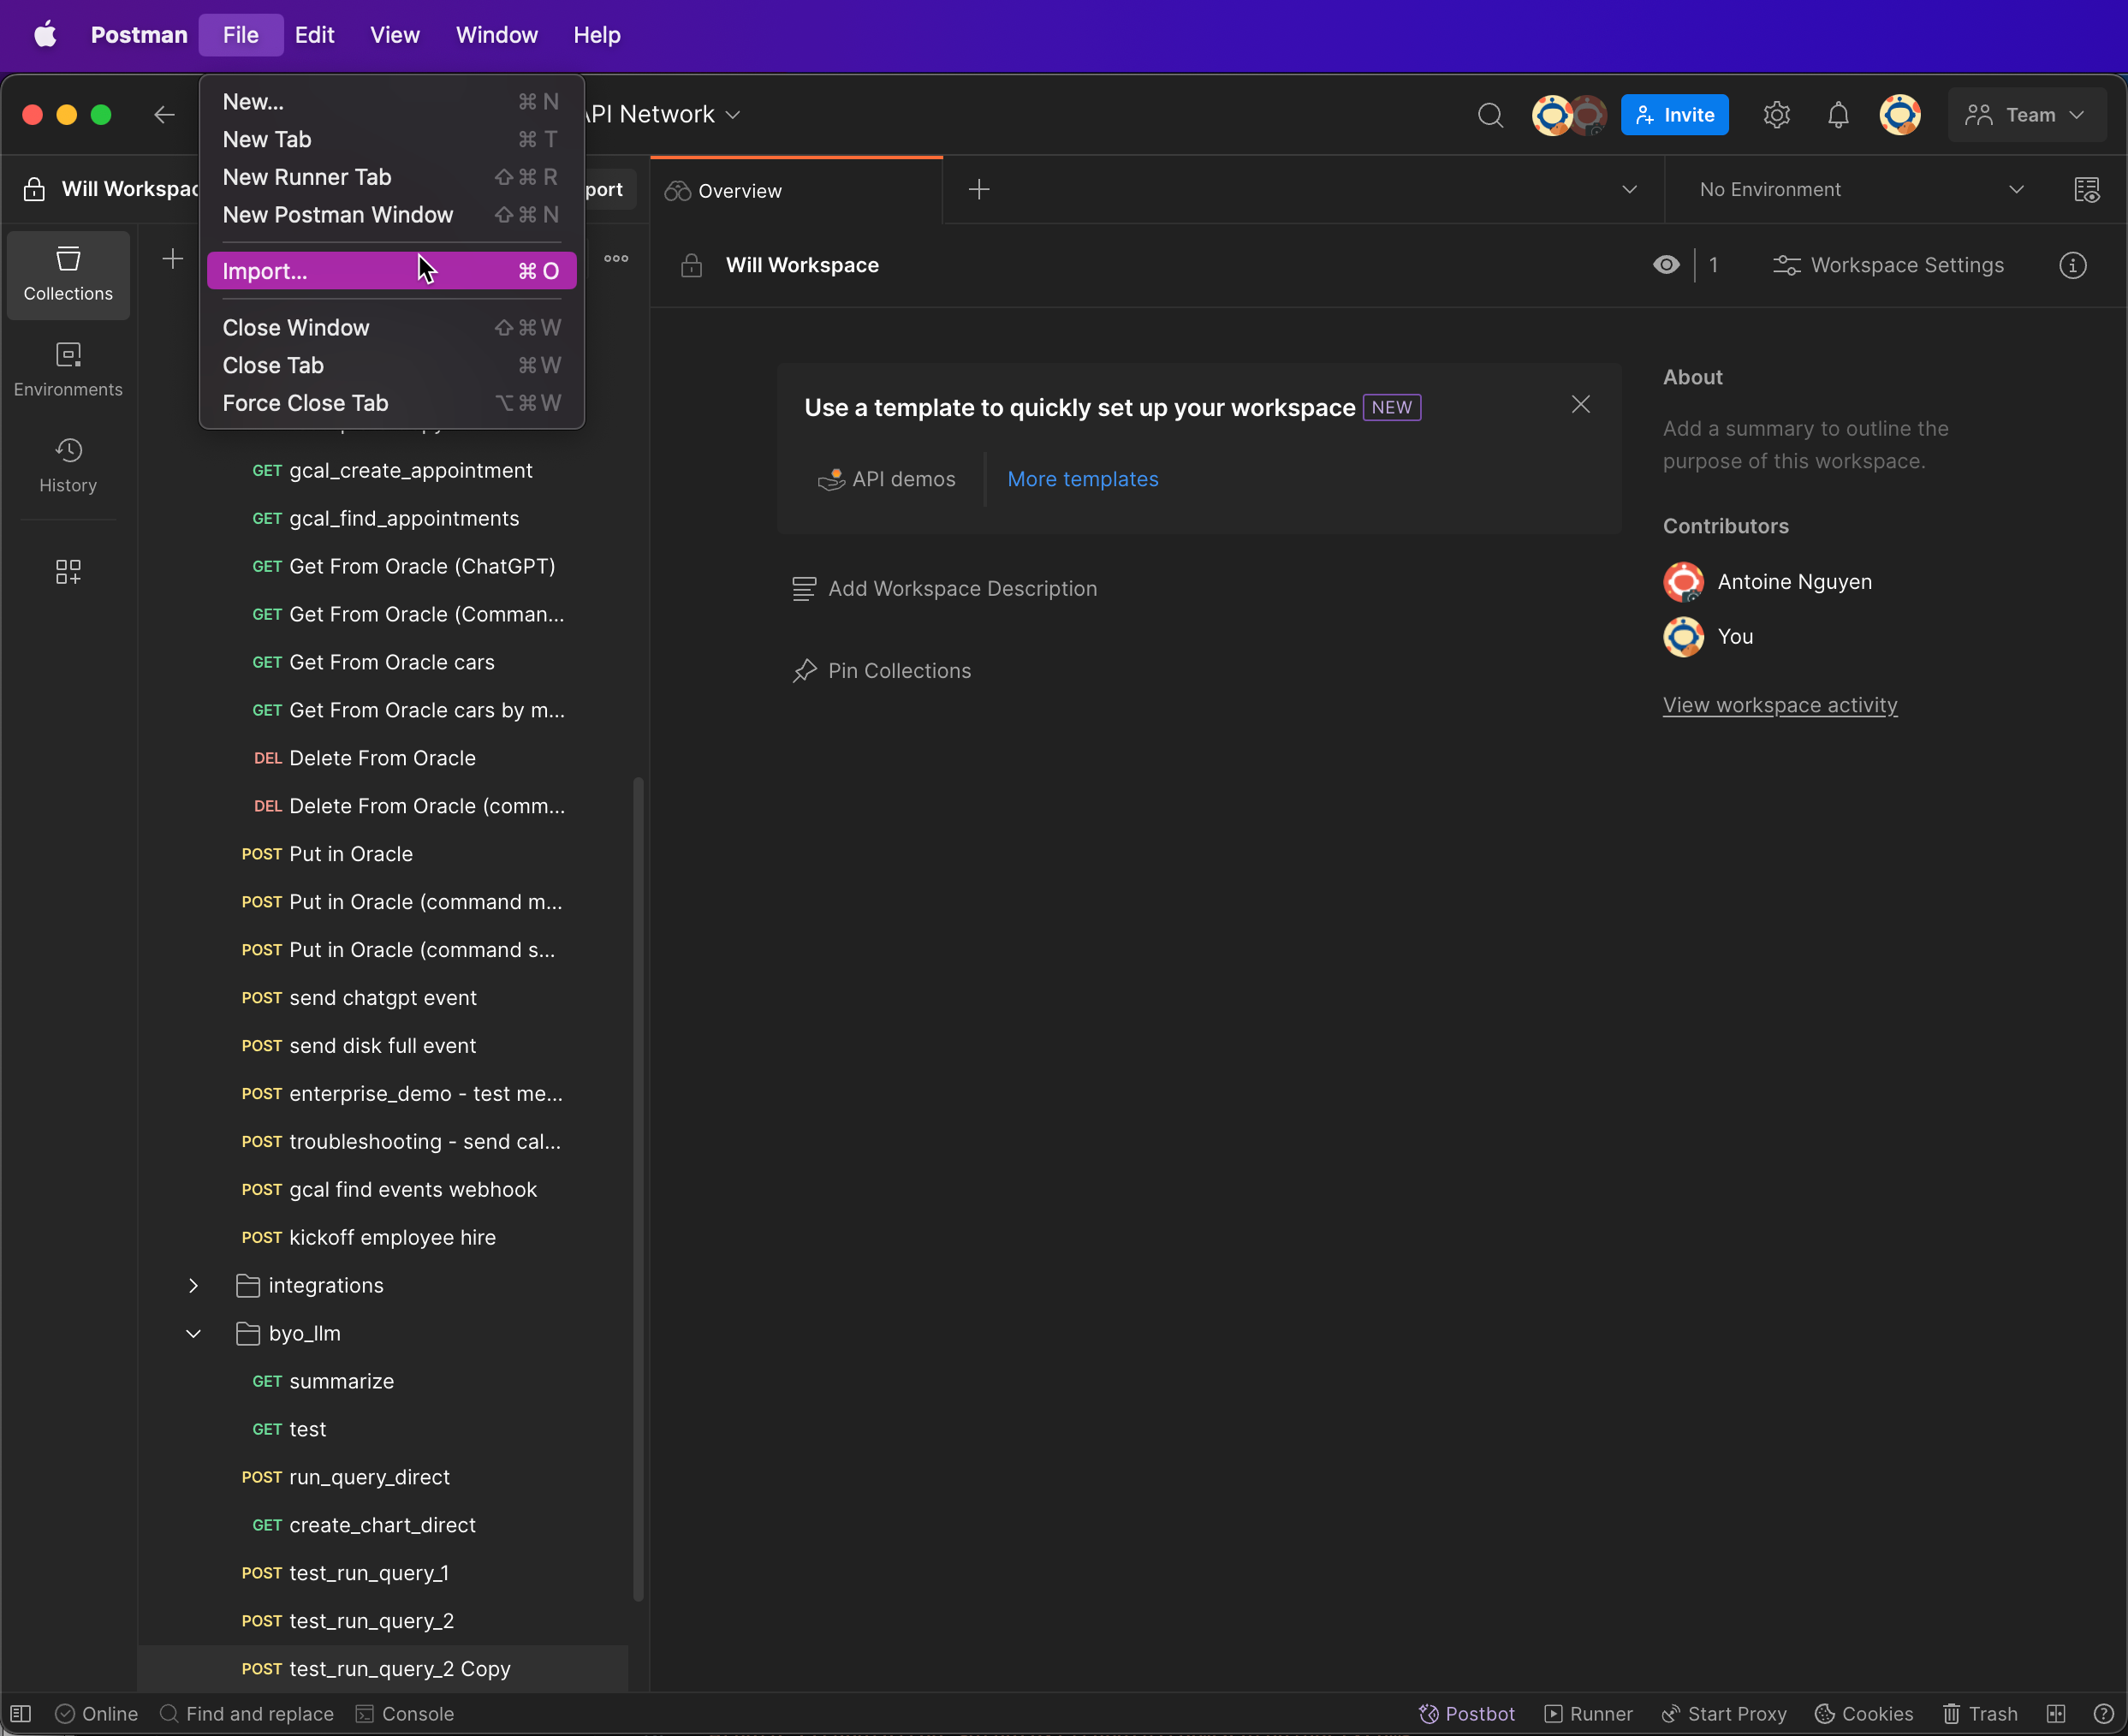 Postman File Edit View Window Help
New... ⌘ N
New Tab ⌘ T
New Runner Tab ⇧ ⌘ R
New Postman Window ⇧ ⌘ N
Import... ⌘ O
Close Window ⇧ ⌘ W
Close Tab ⌘ W
Force Close Tab ⌥ ⌘ W
API Network
Invite
Team
Will Workspac
port
Overview
No Environment
Collections
Environments
History
Will Workspace
1
Workspace Settings
Use a template to quickly set up your workspace NEW
API demos
More templates
Add Workspace Description
Pin Collections
About
Add a summary to outline the
purpose of this workspace.
Contributors
Antoine Nguyen
You
View workspace activity
GET gcal_create_appointment
GET gcal_find_appointments
GET Get From Oracle (ChatGPT)
GET Get From Oracle (Comman...
GET Get From Oracle cars
GET Get From Oracle cars by m...
DEL Delete From Oracle
DEL Delete From Oracle (comm...
POST Put in Oracle
POST Put in Oracle (command m...
POST Put in Oracle (command s...
POST send chatgpt event
POST send disk full event
POST enterprise_demo - test me...
POST troubleshooting - send cal...
POST gcal find events webhook
POST kickoff employee hire
integrations
byo_llm
GET summarize
GET test
POST run_query_direct
GET create_chart_direct
POST test_run_query_1
POST test_run_query_2
POST test_run_query_2 Copy
Online
Find and replace
Console
Postbot
Runner
Start Proxy
Cookies
Trash